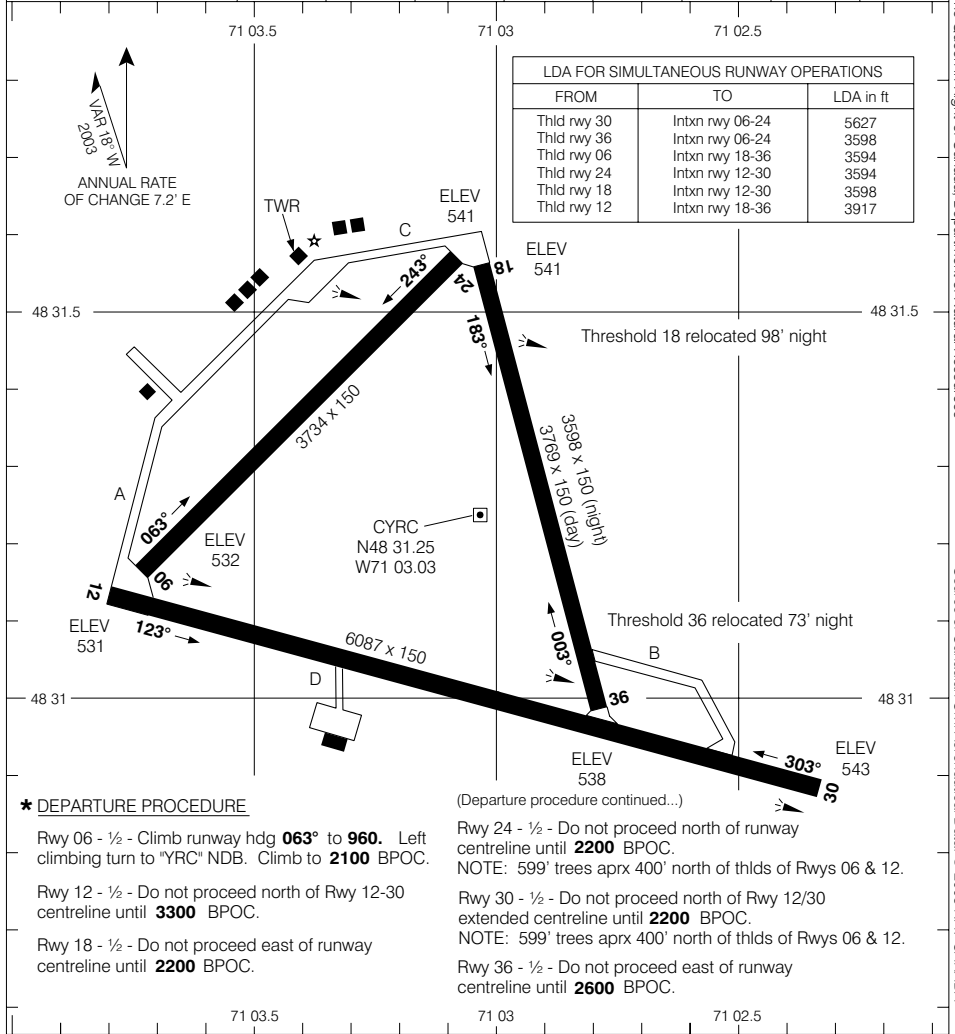 71 03.5
71 03
71 02.5
VAR 18° W
2003
ANNUAL RATE
OF CHANGE 7.2' E
LDA FOR SIMULTANEOUS RUNWAY OPERATIONS
FROM TO LDA in ft
Thld rwy 30 Intxn rwy 06-24 5627
Thld rwy 36 Intxn rwy 06-24 3598
Thld rwy 06 Intxn rwy 18-36 3594
Thld rwy 24 Intxn rwy 12-30 3594
Thld rwy 18 Intxn rwy 12-30 3598
Thld rwy 12 Intxn rwy 18-36 3917
TWR
C
ELEV
541
ELEV
541
243°
24
18
183°
48 31.5
48 31.5
Threshold 18 relocated 98' night
3734 x 150
3598 x 150 (night)
3769 x 150 (day)
A
063°
06
ELEV
532
CYRC
N48 31.25
W71 03.03
12
ELEV
531
123°
6087 x 150
003°
Threshold 36 relocated 73' night
B
D
48 31
36
48 31
ELEV
538
303°
ELEV
543
30
* DEPARTURE PROCEDURE
Rwy 06 - ½ - Climb runway hdg 063° to 960. Left
climbing turn to "YRC" NDB. Climb to 2100 BPOC.
Rwy 12 - ½ - Do not proceed north of Rwy 12-30
centreline until 3300 BPOC.
Rwy 18 - ½ - Do not proceed east of runway
centreline until 2200 BPOC.
(Departure procedure continued...)
Rwy 24 - ½ - Do not proceed north of runway
centreline until 2200 BPOC.
NOTE: 599' trees aprx 400' north of thlds of Rwys 06 & 12.
Rwy 30 - ½ - Do not proceed north of Rwy 12/30
extended centreline until 2200 BPOC.
NOTE: 599' trees aprx 400' north of thlds of Rwys 06 & 12.
Rwy 36 - ½ - Do not proceed east of runway
centreline until 2600 BPOC.
71 03.5
71 03
71 02.5